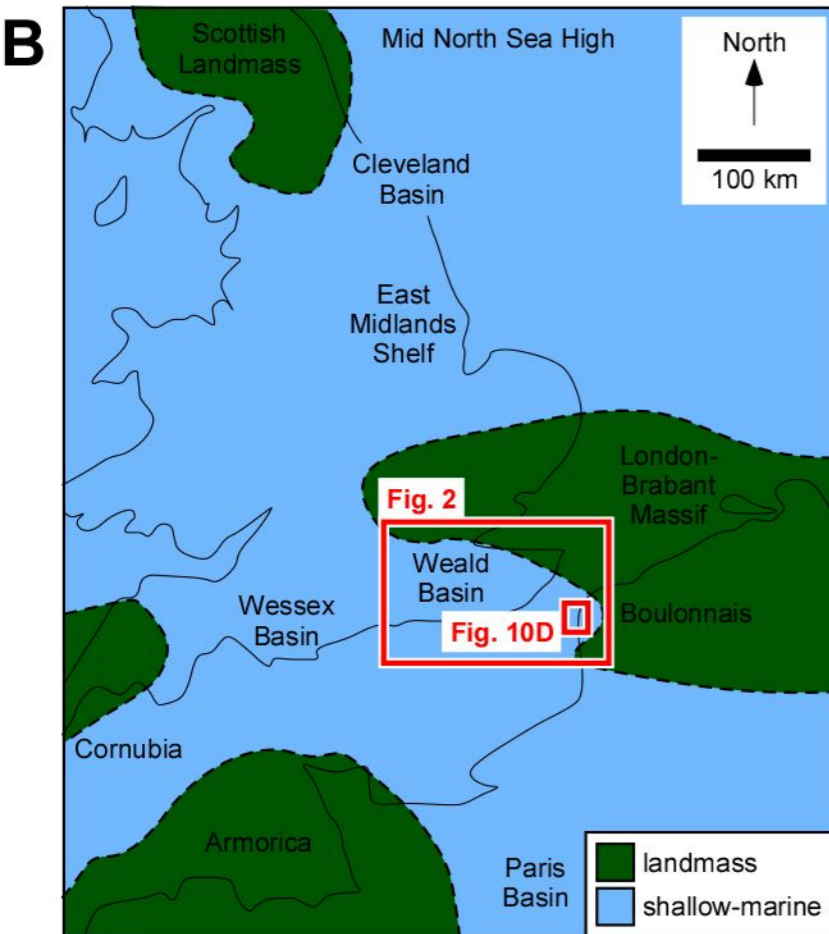 B
Scottish
Landmass
Mid North Sea High
North
100 km
Cleveland
Basin
East
Midlands
Shelf
London-
Brabant
Massif
Fig. 2
Weald
Basin
Wessex
Basin
Boulonnais
Fig. 10D
Cornubia
Armorica
Paris
Basin
landmass
shallow-marine